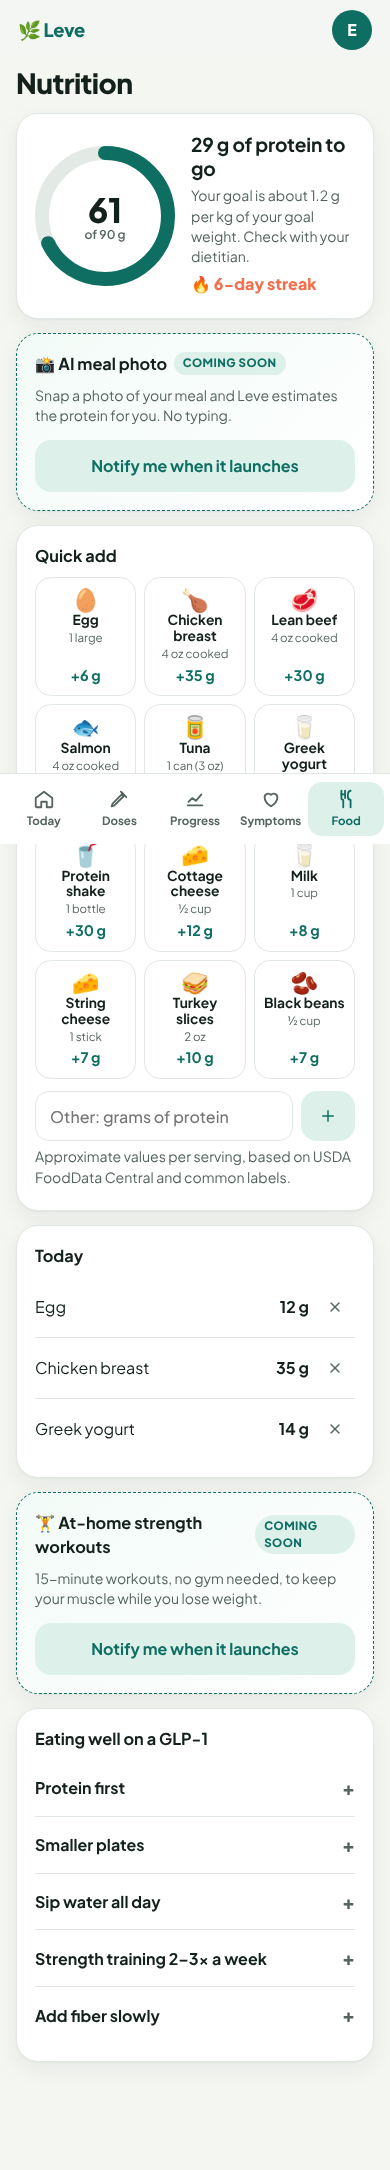 Leve
E
Nutrition
61
of 90 g
29 g of protein to
go
Your goal is about 1.2 g
per kg of your goal
weight. Check with your
dietitian.
6-day streak
AI meal photo
COMING SOON
Snap a photo of your meal and Leve estimates
the protein for you. No typing.
Notify me when it launches
Quick add
Egg
1 large
+6 g
Chicken
breast
4 oz cooked
+35 g
Lean beef
4 oz cooked
+30 g
Salmon
4 oz cooked
Tuna
1 can (3 oz)
Greek
yogurt
Today
Doses
Progress
Symptoms
Food
Protein
shake
1 bottle
+30 g
Cottage
cheese
½ cup
+12 g
Milk
1 cup
+8 g
String
cheese
1 stick
+7 g
Turkey
slices
2 oz
+10 g
Black beans
½ cup
+7 g
Other: grams of protein
+
Approximate values per serving, based on USDA
FoodData Central and common labels.
Today
Egg 12 g ×
Chicken breast 35 g ×
Greek yogurt 14 g ×
At-home strength
workouts
COMING
SOON
15-minute workouts, no gym needed, to keep
your muscle while you lose weight.
Notify me when it launches
Eating well on a GLP-1
Protein first +
Smaller plates +
Sip water all day +
Strength training 2–3× a week +
Add fiber slowly +